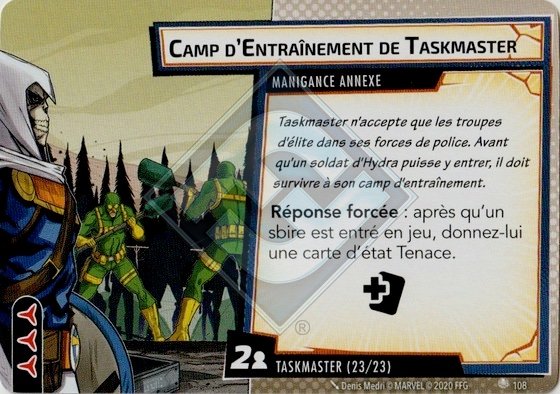 Camp d'Entraînement de Taskmaster
MANIGANCE ANNEXE
Taskmaster n'accepte que les troupes
d'élite dans ses forces de police. Avant
qu'un soldat d'Hydra puisse y entrer, il doit
survivre à son camp d'entraînement.
Réponse forcée : après qu'un
sbire est entré en jeu, donnez-lui
une carte d'état Tenace.
®
2
TASKMASTER (23/23)
Denis Medri © MARVEL © 2020 FFG
108